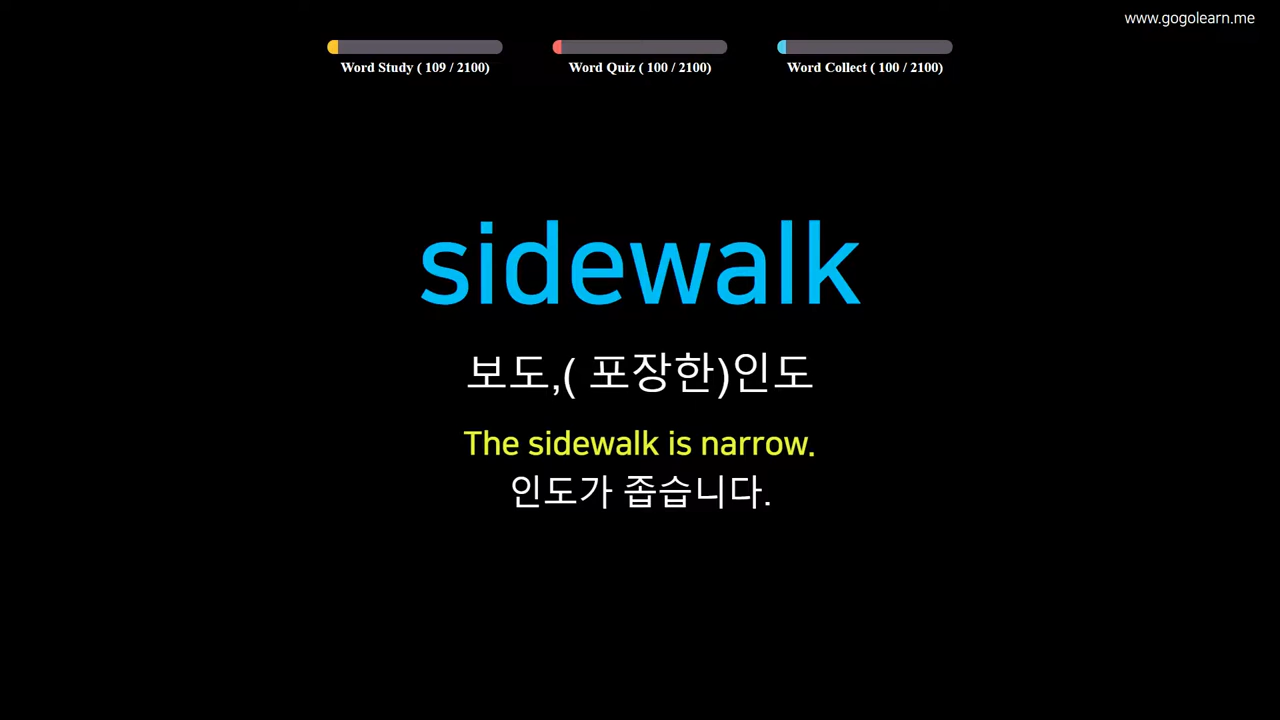 www.gogolearn.me
Word Study ( 109 / 2100) Word Quiz ( 100 / 2100) Word Collect ( 100 / 2100)
sidewalk
보도,( 포장한)인도
The sidewalk is narrow.
인도가 좁습니다.